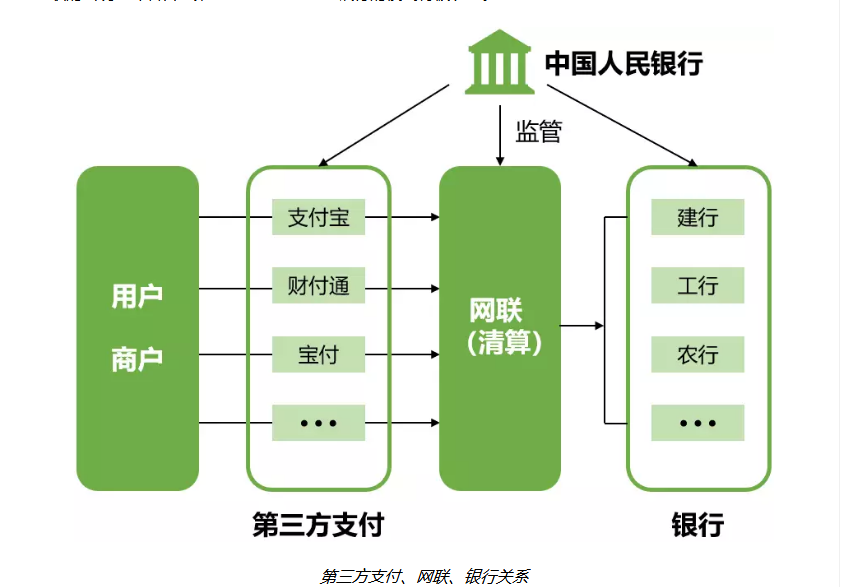 中国人民银行
监管
用户
商户
支付宝
财付通
宝付
•••
第三方支付
网联
（清算）
建行
工行
农行
•••
银行
第三方支付、网联、银行关系